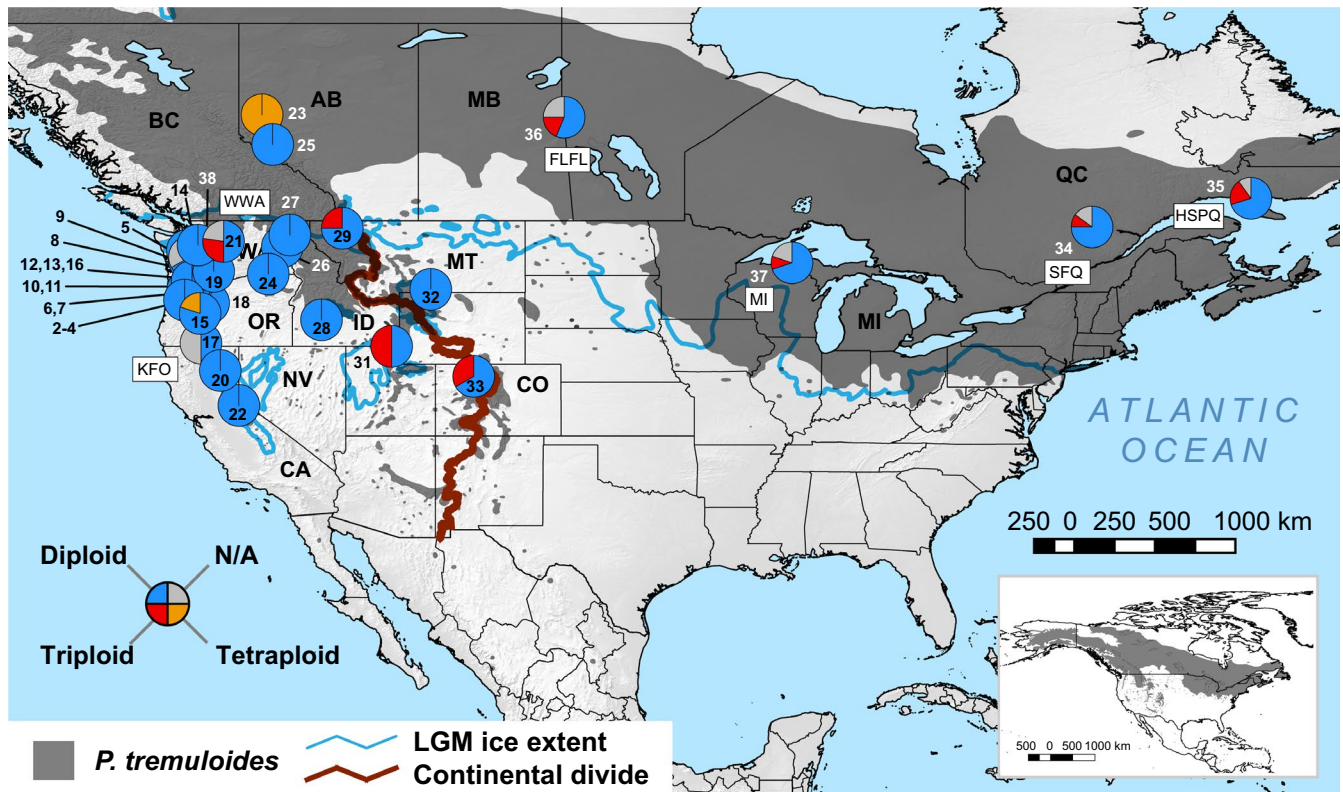 AB
MB
BC
23
25
36
FLFL
QC
35
HSPQ
34
SFQ
38
14
WWA
27
9
5
21
WA
29
8
26
MT
37
MI
MI
12,13,16
19
24
32
10,11
6,7
18
2-4
15
OR
28
ID
17
31
KFO
20
NV
33
CO
22
CA
ATLANTIC
OCEAN
250 0 250 500 1000 km
Diploid
N/A
Triploid
Tetraploid
500 0 500 1000 km
P. tremuloides
LGM ice extent
Continental divide